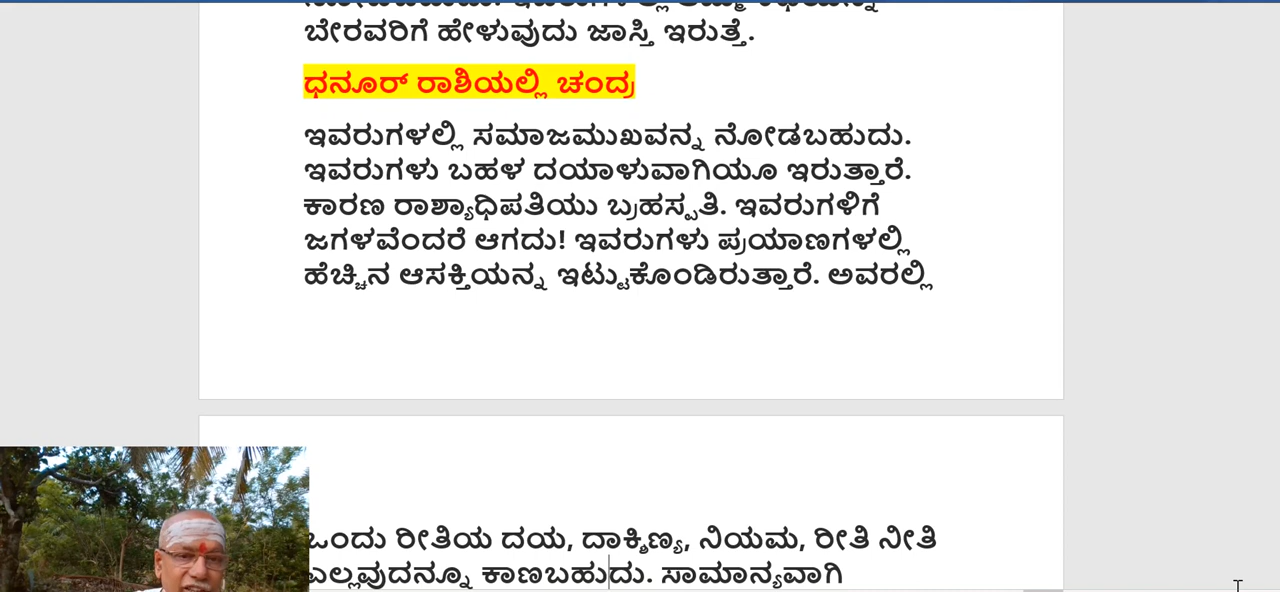 ಬೇರವರಿಗೆ ಹೇಳುವುದು ಜಾಸ್ತಿ ಇರುತ್ತೆ.
ಧನೂರ್ ರಾಶಿಯಲ್ಲಿ ಚಂದ್ರ
ಇವರುಗಳಲ್ಲಿ ಸಮಾಜಮುಖವನ್ನ ನೋಡಬಹುದು.
ಇವರುಗಳು ಬಹಳ ದಯಾಳುವಾಗಿಯೂ ಇರುತ್ತಾರೆ.
ಕಾರಣ ರಾಶ್ಯಾಧಿಪತಿಯು ಬ್ರಹಸ್ಪತಿ. ಇವರುಗಳಿಗೆ
ಜಗಳವೆಂದರೆ ಆಗದು! ಇವರುಗಳು ಪ್ರಯಾಣಗಳಲ್ಲಿ
ಹೆಚ್ಚಿನ ಆಸಕ್ತಿಯನ್ನ ಇಟ್ಟುಕೊಂಡಿರುತ್ತಾರೆ. ಅವರಲ್ಲಿ
ಒಂದು ರೀತಿಯ ದಯ, ದಾಕ್ಷಿಣ್ಯ, ನಿಯಮ, ರೀತಿ ನೀತಿ
ಎಲ್ಲವುದನ್ನೂ ಕಾಣಬಹುದು. ಸಾಮಾನ್ಯವಾಗಿ